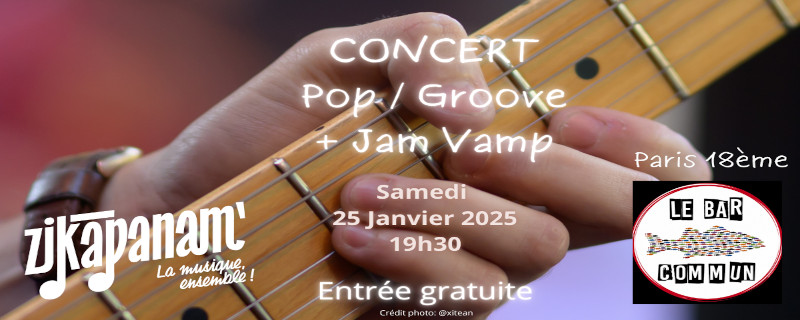 CONCERT
Pop / Groove
+ Jam Vamp
Paris 18ème
Samedi
25 Janvier 2025
19h30
zikapanam'
La musique,
ensemble !
LE BAR
COMMUN
Entrée gratuite
Crédit photo: @xitean